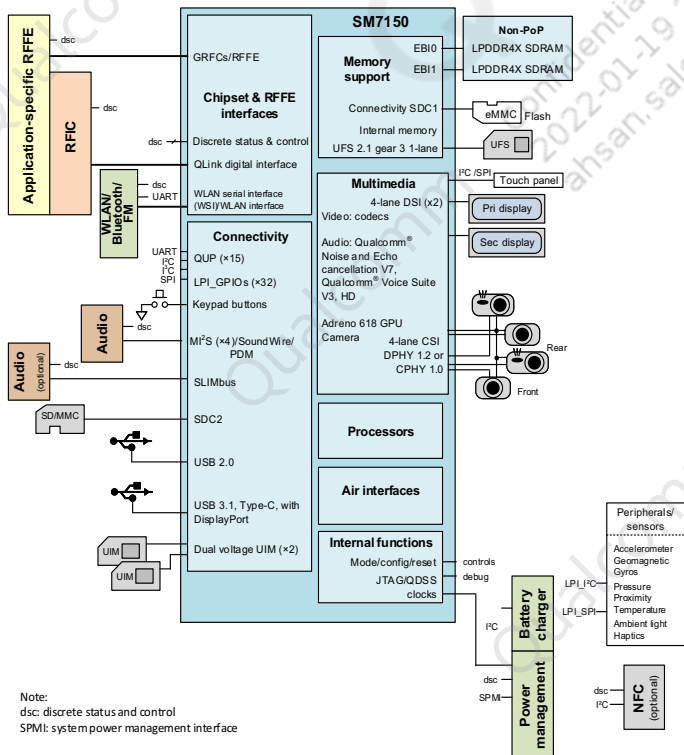 SM7150
Application-specific RFFE
dsc
RFIC
dsc
GRFCs/RFFE
Chipset & RFFE
interfaces
dsc
Discrete status & control
QLink digital interface
WLAN/
Bluetooth/
FM
dsc
UART
WLAN serial interface
(WSI)/WLAN interface
Memory
support
EBI0
EBI1
Non-PoP
LPDDR4X SDRAM
LPDDR4X SDRAM
Connectivity SDC1
eMMC
Flash
Internal memory
UFS 2.1 gear 3 1-lane
UFS
Multimedia
I²C /SPI
Touch panel
4-lane DSI (x2)
Pri display
Video: codecs
Sec display
Audio: Qualcomm®
Noise and Echo
cancellation V7,
Qualcomm® Voice Suite
V3, HD
Adreno 618 GPU
Camera
4-lane CSI
DPHY 1.2 or
CPHY 1.0
Rear
Front
Connectivity
UART
I²C
I³C
SPI
QUP (×15)
LPI_GPIOs (×32)
Keypad buttons
Audio
dsc
MI²S (×4)/SoundWire/
PDM
Audio
(optional)
dsc
SLIMbus
SD/MMC
SDC2
USB 2.0
USB 3.1, Type-C, with
DisplayPort
UIM
UIM
Dual voltage UIM (×2)
Processors
Air interfaces
Internal functions
Mode/config/reset
controls
JTAG/QDSS
debug
clocks
Battery
charger
I²C
Power
management
dsc
SPMI
Peripherals/
sensors
Accelerometer
Geomagnetic
Gyros
Pressure
Proximity
Temperature
Ambient light
Haptics
LPI_I²C
LPI_SPI
NFC
(optional)
dsc
I²C
Note:
dsc: discrete status and control
SPMI: system power management interface
Qualcomm
2022-01-19